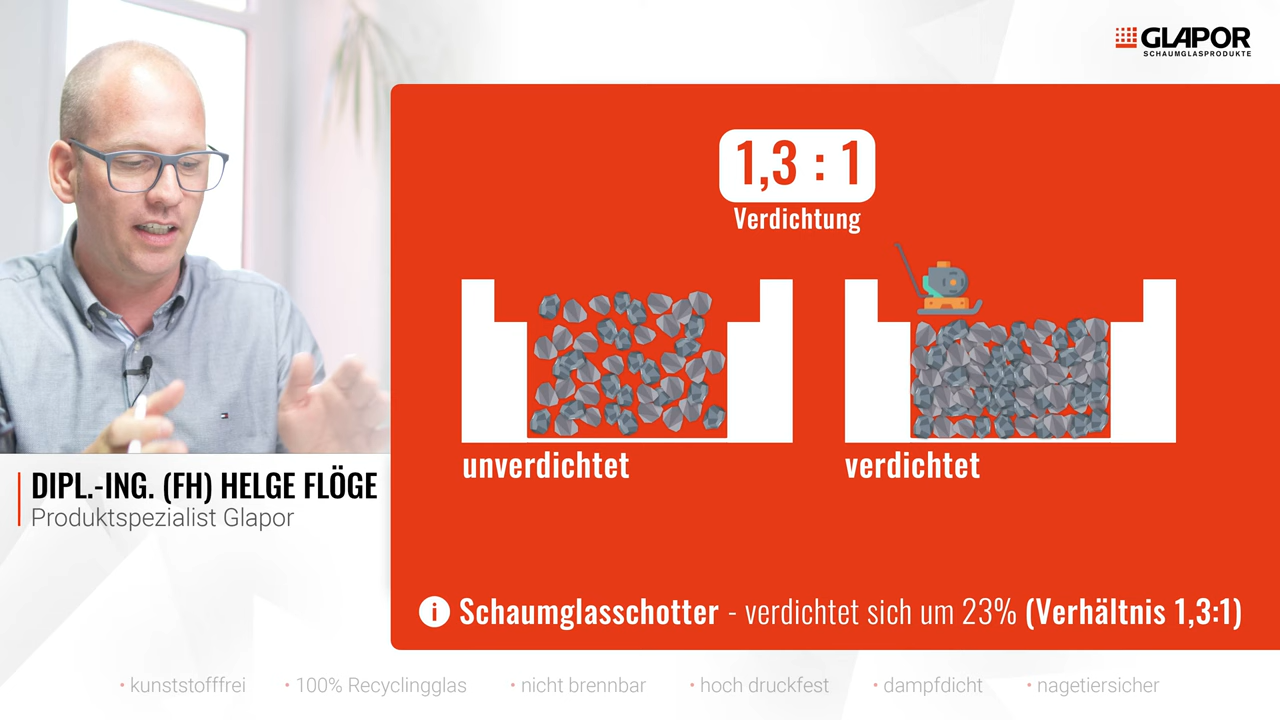 GLAPOR
SCHAUMGLASPRODUKTE
1,3 : 1
Verdichtung
unverdichtet
verdichtet
DIPL.-ING. (FH) HELGE FLÖGE
Produktspezialist Glapor
i Schaumglasschotter - verdichtet sich um 23% (Verhältnis 1,3:1)
• kunststofffrei • 100% Recyclingglas • nicht brennbar • hoch druckfest • dampfdicht • nagetiersicher